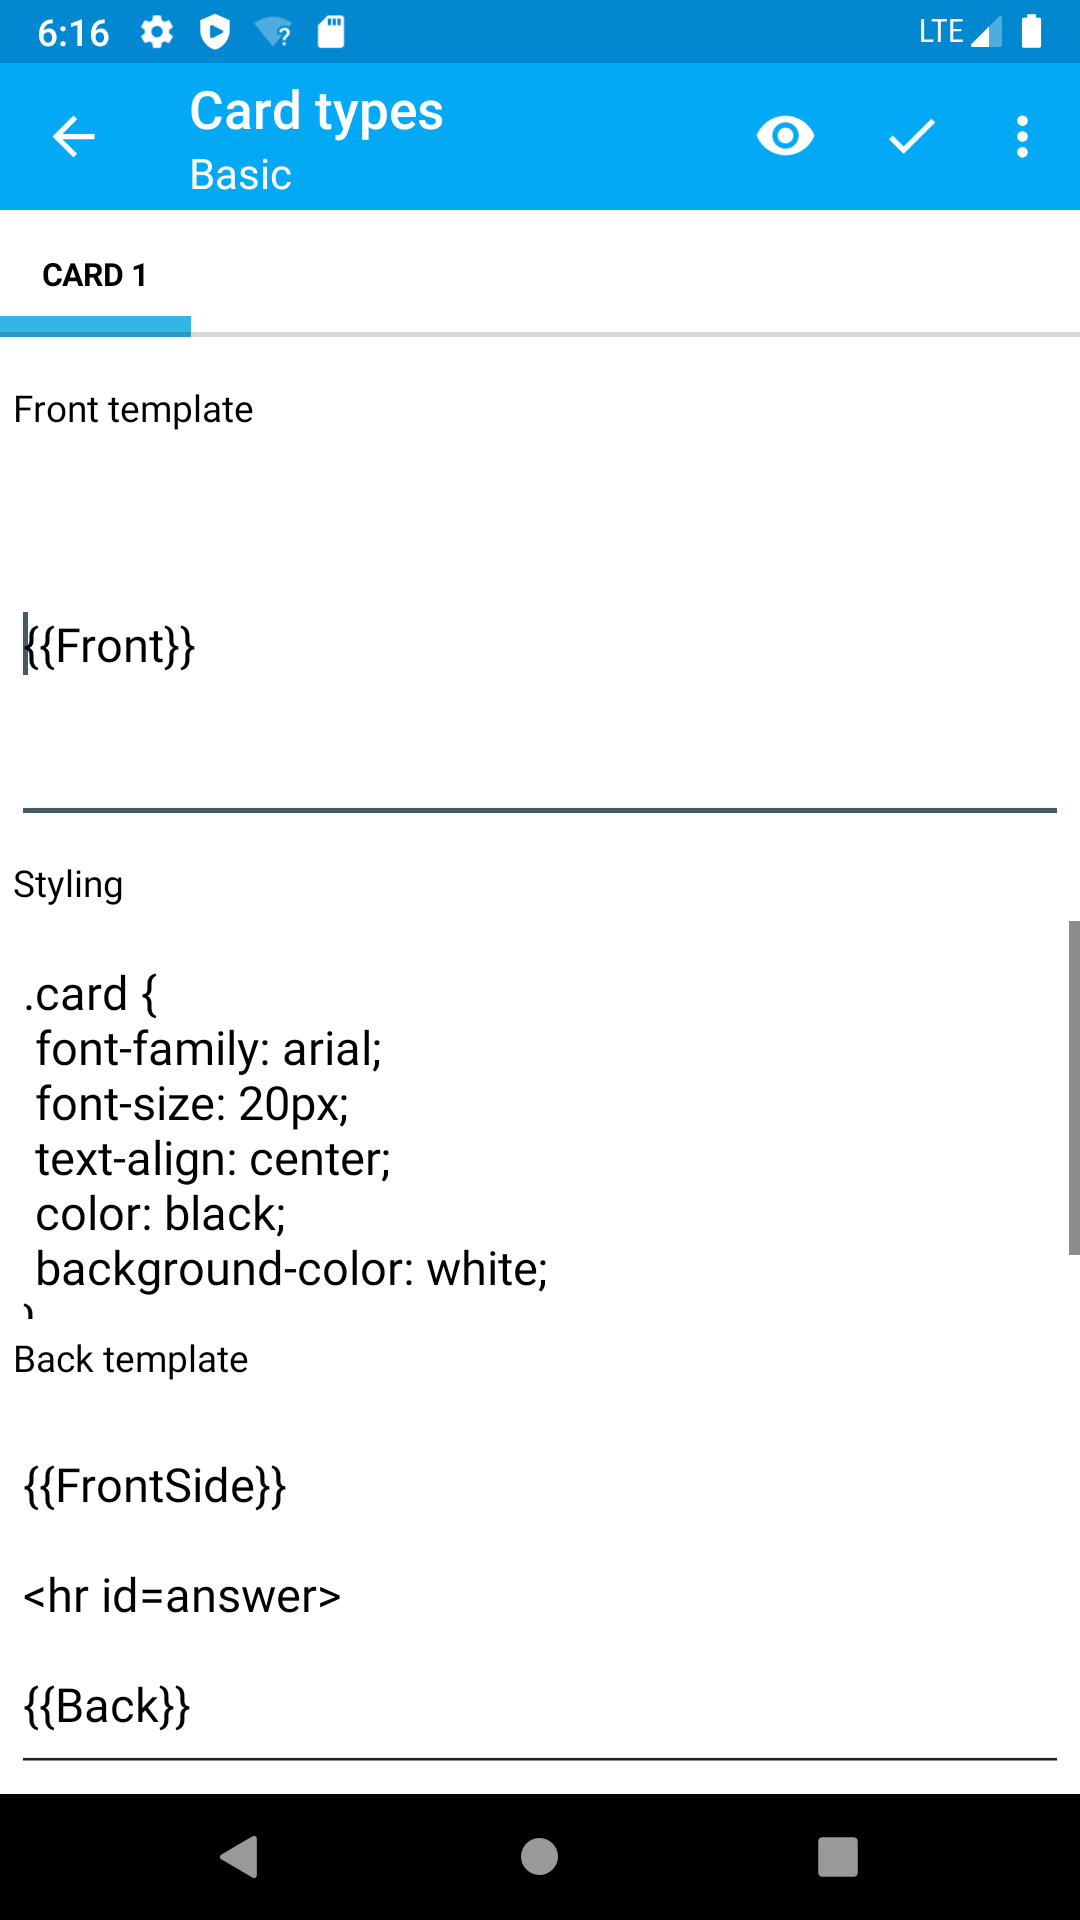 6:16
LTE
Card types
Basic
CARD 1
Front template
{{Front}}
Styling
.card {
font-family: arial;
font-size: 20px;
text-align: center;
color: black;
background-color: white;
Back template
{{FrontSide}}
<hr id=answer>
{{Back}}